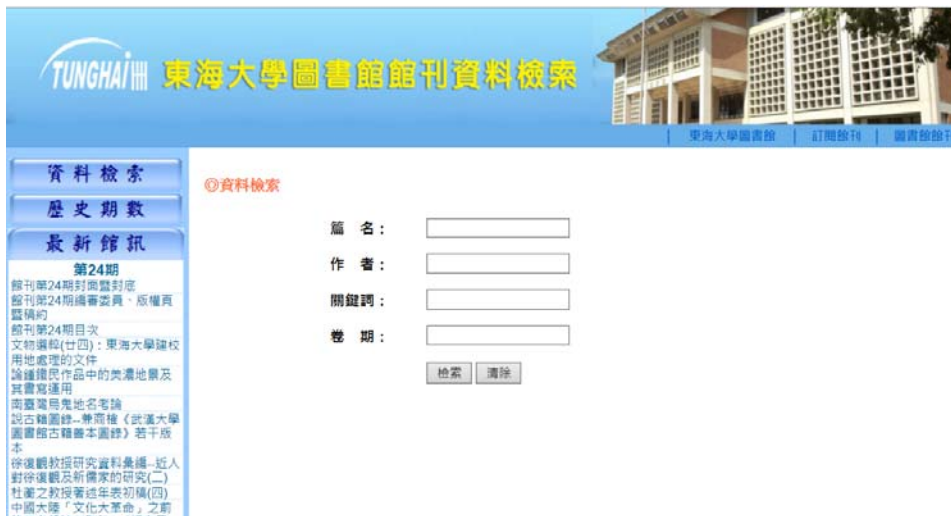 TUNGHAI 東海大學圖書館館刊資料檢索
| 東海大學圖書館 | 訂閱館刊 | 圖書館館刊
資料檢索
歷史期數
最新館訊
第24期
館刊第24期封面暨封底
館刊第24期編審委員、版權頁
暨稿約
館刊第24期目次
文物選粹(廿四)：東海大學建校
用地處理的文件
論鍾鐵民作品中的美濃地景及
其書寫運用
南臺灣烏鬼地名考論
說古籍圖錄--兼商榷《武漢大學
圖書館古籍善本圖錄》若干版
本
徐復觀教授研究資料彙編--近人
對徐復觀及新儒家的研究(二)
杜蘅之教授著述年表初稿(四)
中國大陸「文化大革命」之前
◎資料檢索
篇 名：
作 者：
關鍵詞：
卷 期：
檢索 清除